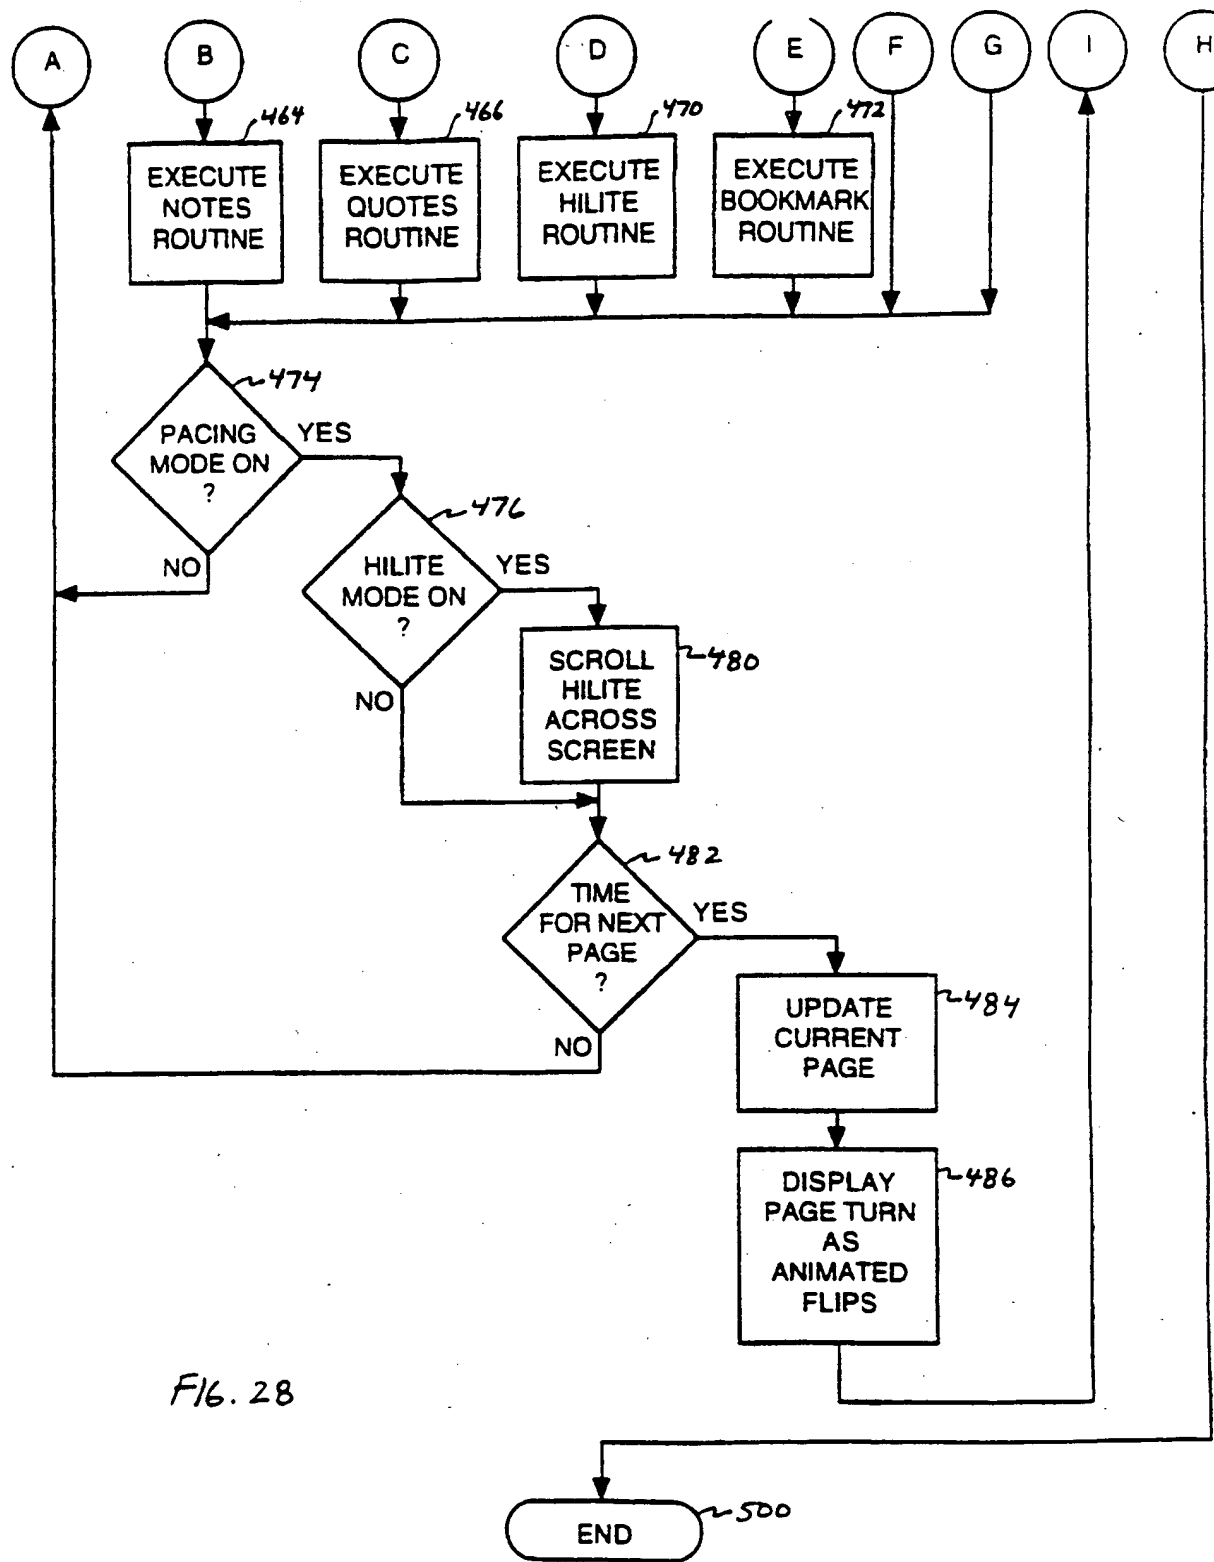 A B C D E F G I H
464
466
470
472
EXECUTE
NOTES
ROUTINE
EXECUTE
QUOTES
ROUTINE
EXECUTE
HILITE
ROUTINE
EXECUTE
BOOKMARK
ROUTINE
474
PACING
MODE ON
?
YES
NO
476
HILITE
MODE ON
?
YES
NO
480
SCROLL
HILITE
ACROSS
SCREEN
482
TIME
FOR NEXT
PAGE
?
YES
NO
484
UPDATE
CURRENT
PAGE
486
DISPLAY
PAGE TURN
AS
ANIMATED
FLIPS
FIG. 28
500
END